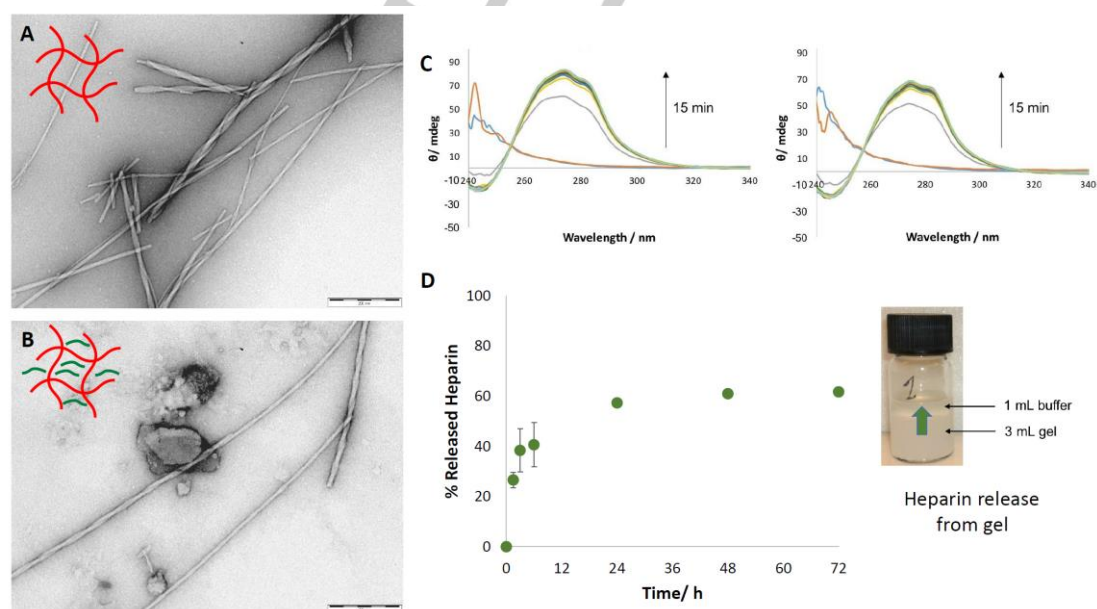 A
B
C
90
70
50
30
10
-10
-30
-50
240
260
280
300
320
340
θ/ mdeg
15 min
Wavelength / nm
90
70
50
30
10
-10
-30
-50
240
260
280
300
320
340
θ/ mdeg
15 min
Wavelength / nm
D
100
80
60
40
20
0
0
12
24
36
48
60
72
% Released Heparin
Time/ h
1 mL buffer
3 mL gel
Heparin release
from gel